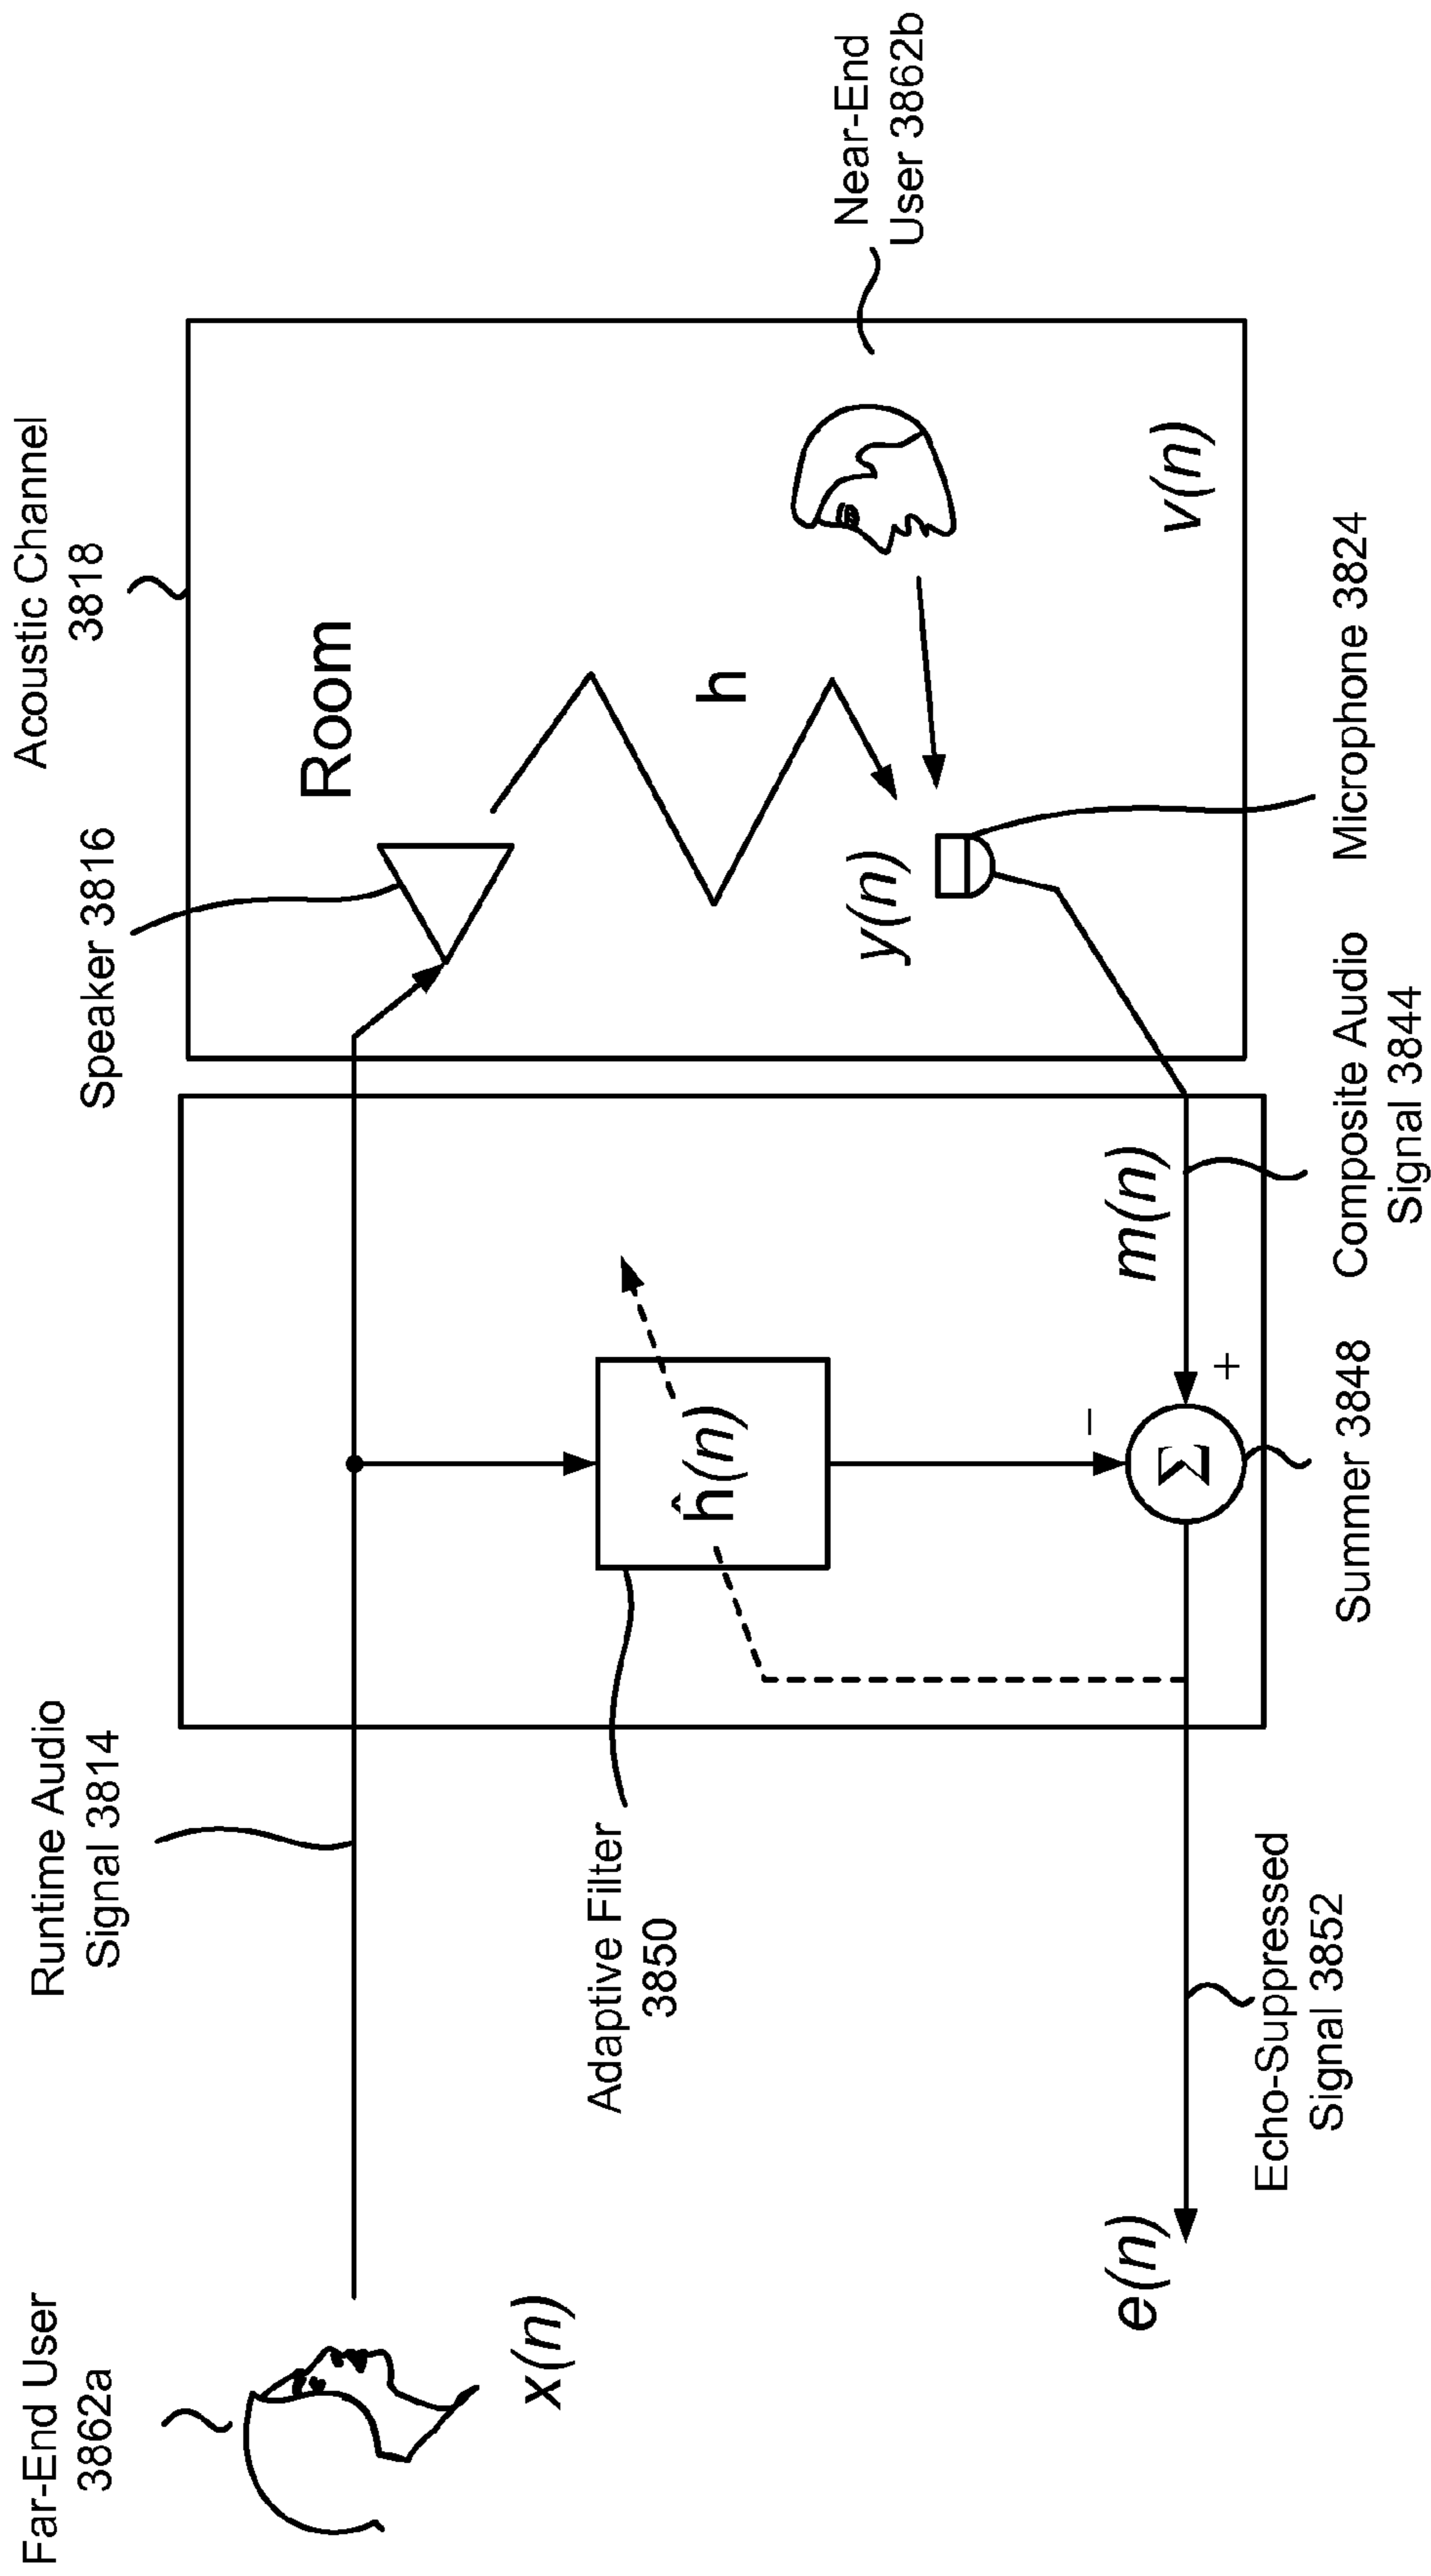 Far-End User
3862a
Runtime Audio
Signal 3814
Speaker 3816
Acoustic Channel
3818
Room
x(n)
Adaptive Filter
3850
ĥ(n)
h
y(n)
Near-End
User 3862b
v(n)
e(n)
m(n)
−
+
Σ
Echo-Suppressed
Signal 3852
Summer 3848
Composite Audio
Signal 3844
Microphone 3824